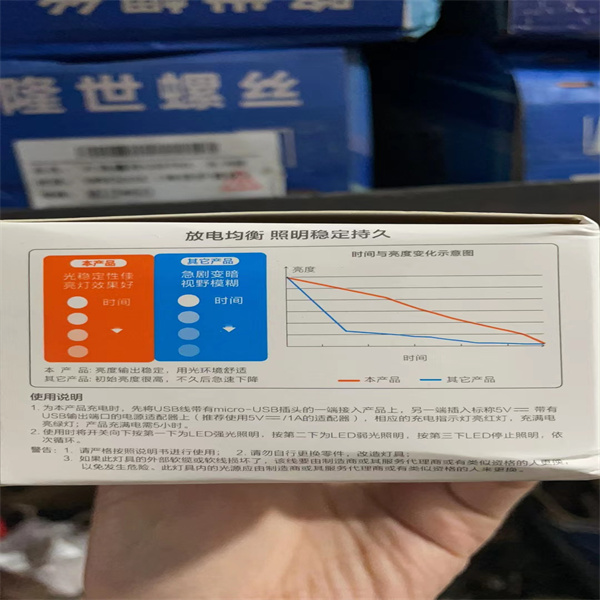 隆世螺丝
放电均衡 照明稳定持久
本产品
光稳定性佳
亮灯效果好
时间
其它产品
急剧变暗
视野模糊
时间
时间与亮度变化示意图
亮度
时间
本产品
其它产品
本 产 品: 亮度输出稳定, 用光环境舒适
其它产品: 初始亮度很高, 不久后急速下降
使用说明
1. 为本产品充电时, 先将USB线带有micro-USB插头的一端接入产品上, 另一端插入标称5V⎓ 带有
USB输出端口的电源适配器上 (推荐使用5V⎓/1A的适配器), 相应的充电指示灯亮红灯, 充满电
亮绿灯; 产品充满电需5小时。
2. 使用时将开关向下按第一下为LED强光照明, 按第二下为LED弱光照明, 按第三下LED停止照明, 依
次循环。
警告: 1. 请严格按照说明书进行使用; 2. 请勿自行更换零件, 改造灯具;
3. 如果此灯具的外部软缆或软线损坏了, 该线要由制造商或其服务代理商或有类似资格的人更换,
以免发生危险。此灯具内的光源应由制造商或其服务代理商或有类似资格的人来更换。